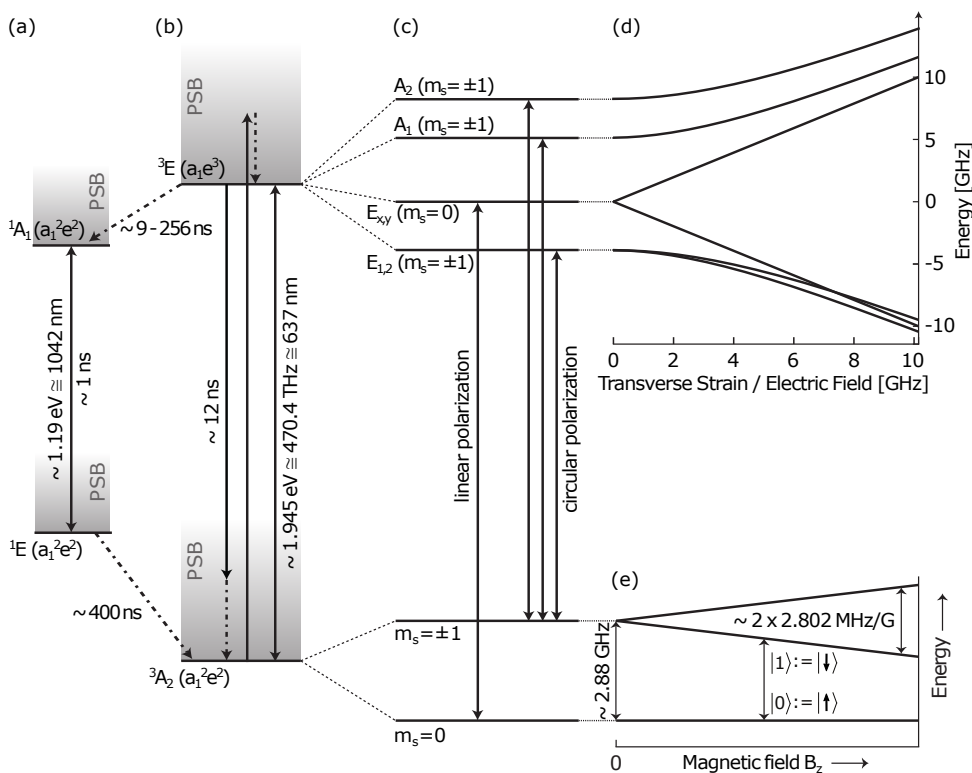 (a)
(b)
(c)
(d)
PSB
³E (a₁e³)
PSB
¹A₁(a₁²e²)
~ 9 - 256 ns
~ 1.19 eV ≅ 1042 nm
~ 1 ns
PSB
¹E (a₁²e²)
~ 400 ns
~ 12 ns
~ 1.945 eV ≅ 470.4 THz ≅ 637 nm
PSB
³A₂ (a₁²e²)
A₂ (mₛ= ±1)
A₁ (mₛ= ±1)
Eₓ,ᵧ (mₛ= 0)
E₁,₂ (mₛ= ±1)
linear polarization
circular polarization
mₛ= ±1
mₛ=0
10
5
0
-5
-10
Energy [GHz]
0 2 4 6 8 10
Transverse Strain / Electric Field [GHz]
(e)
~ 2.88 GHz
~ 2 x 2.802 MHz/G
|1⟩:= |⬇⟩
|0⟩:= |⬆⟩
Energy →
0
Magnetic field B_z →